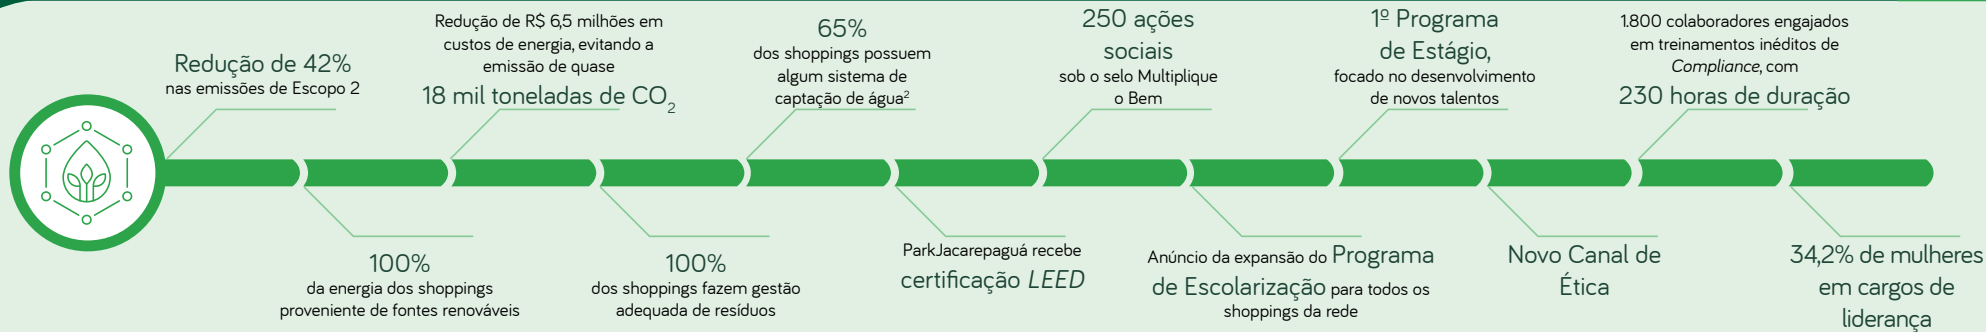 Redução de 42%
nas emissões de Escopo 2
100%
da energia dos shoppings
proveniente de fontes renováveis
Redução de R$ 6,5 milhões em
custos de energia, evitando a
emissão de quase
18 mil toneladas de CO₂
100%
dos shoppings fazem gestão
adequada de resíduos
65%
dos shoppings possuem
algum sistema de
captação de água²
ParkJacarepaguá recebe
certificação LEED
250 ações
sociais
sob o selo Multiplique
o Bem
Anúncio da expansão do Programa
de Escolarização para todos os
shoppings da rede
1º Programa
de Estágio,
focado no desenvolvimento
de novos talentos
Novo Canal de
Ética
1.800 colaboradores engajados
em treinamentos inéditos de
Compliance, com
230 horas de duração
34,2% de mulheres
em cargos de
liderança